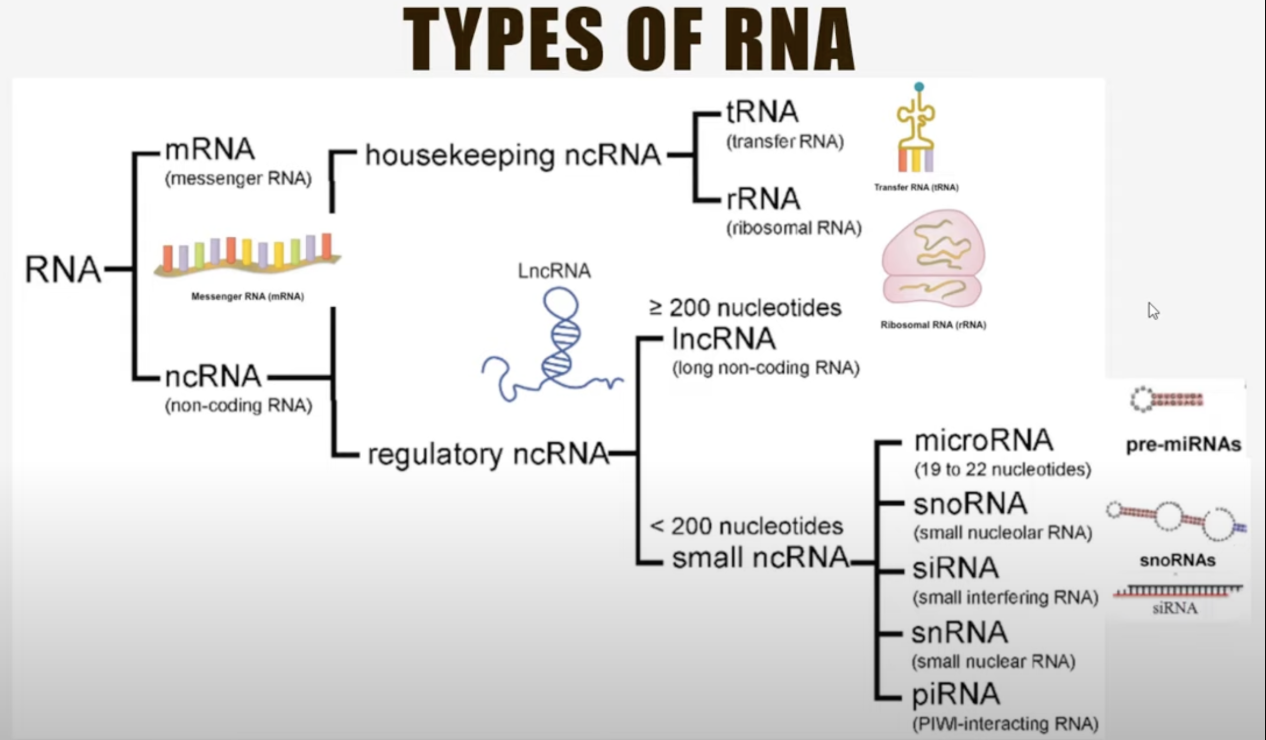 TYPES OF RNA
RNA
mRNA
(messenger RNA)
Messenger RNA (mRNA)
ncRNA
(non-coding RNA)
housekeeping ncRNA
tRNA
(transfer RNA)
Transfer RNA (tRNA)
rRNA
(ribosomal RNA)
Ribosomal RNA (rRNA)
LncRNA
regulatory ncRNA
≥ 200 nucleotides
lncRNA
(long non-coding RNA)
< 200 nucleotides
small ncRNA
microRNA
(19 to 22 nucleotides)
pre-miRNAs
snoRNA
(small nucleolar RNA)
snoRNAs
siRNA
(small interfering RNA)
siRNA
snRNA
(small nuclear RNA)
piRNA
(PIWI-interacting RNA)